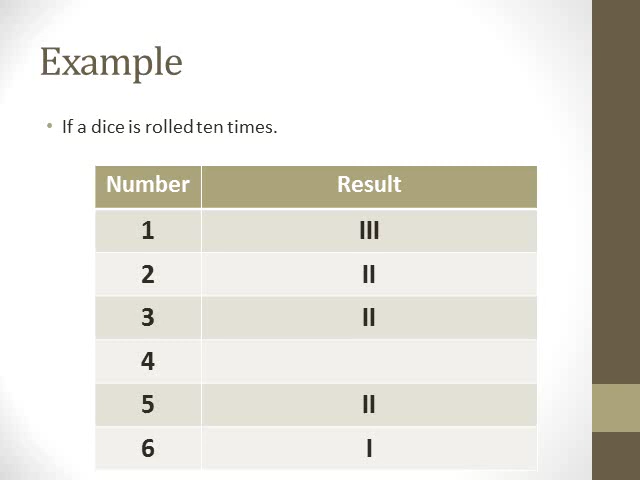 Example
• If a dice is rolled ten times.
Number Result
1 III
2 II
3 II
4
5 II
6 I